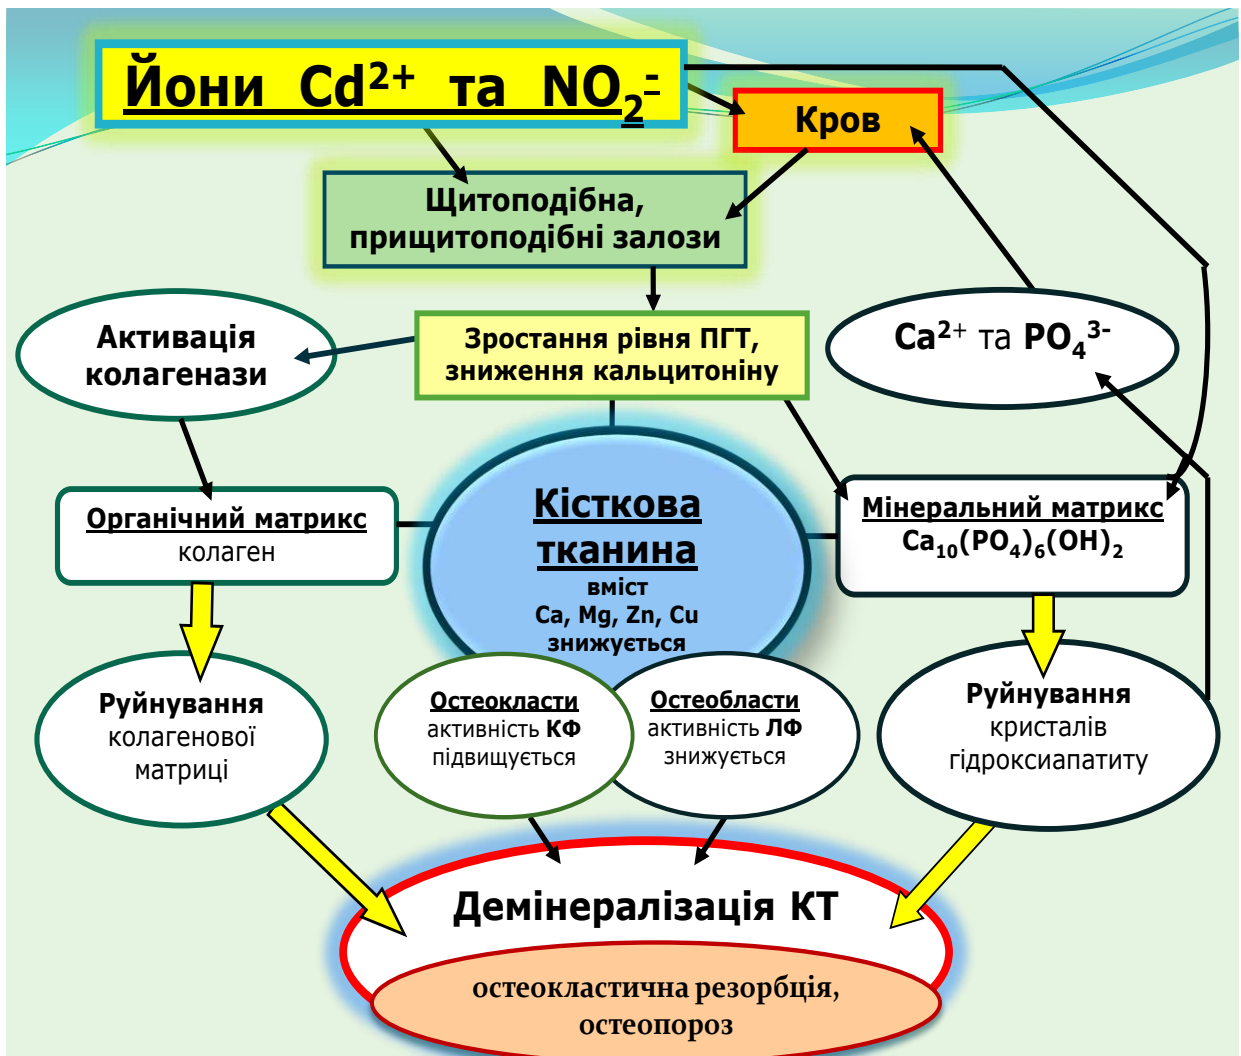 Йони Cd²⁺ та NO₂⁻
Кров
Щитоподібна,
прищитоподібні залози
Активація
колагенази
Зростання рівня ПГТ,
зниження кальцитоніну
Ca²⁺ та PO₄³⁻
Органічний матрикс
колаген
Кісткова
тканина
вміст
Ca, Mg, Zn, Cu
знижується
Мінеральний матрикс
Ca₁₀(PO₄)₆(OH)₂
Руйнування
колагенової
матриці
Остеокласти
активність КФ
підвищується
Остеобласти
активність ЛФ
знижується
Руйнування
кристалів
гідроксиапатиту
Демінералізація КТ
остеокластична резорбція,
остеопороз